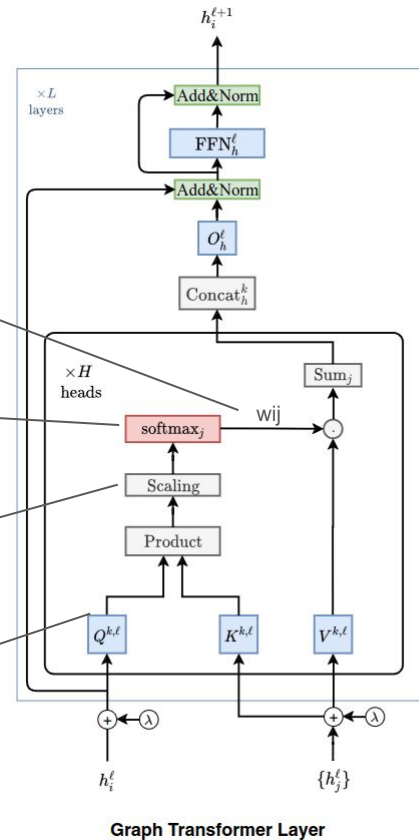 h_i^{ℓ+1}
×L
layers
Add&Norm
FFN_h^ℓ
Add&Norm
O_h^ℓ
Concat_h^k
×H
heads
Sum_j
softmax_j
wij
.
Scaling
Product
Q^{k,ℓ}
K^{k,ℓ}
V^{k,ℓ}
+ λ
+ λ
h_i^ℓ
{h_j^ℓ}
Graph Transformer Layer